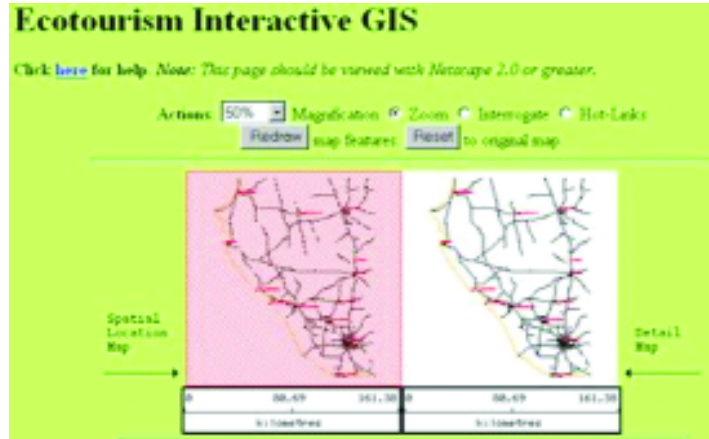 Ecotourism Interactive GIS
Click here for help. Note: This page should be viewed with Netscape 2.0 or greater.
Actions: 50% Magnification Zoom Interrogate Hot-Links
Redraw map features. Reset to original map.
Spatial
Location
Map
Detail
Map
0 80.69 161.38 0 80.69 161.38
kilometres kilometres